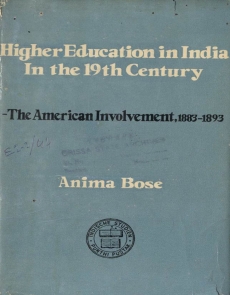 Higher Education in India
In the 19th Century
-The American Involvement, 1883-1893
Anima Bose